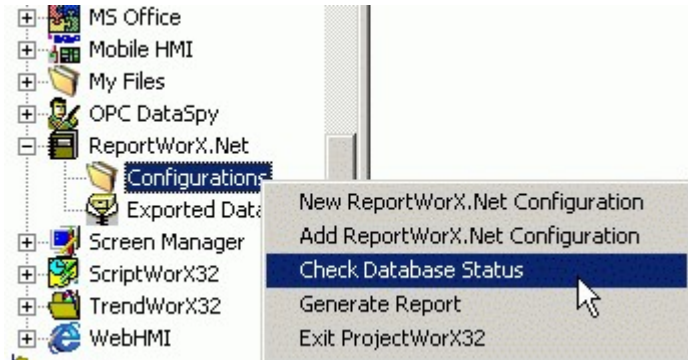 MS Office
Mobile HMI
My Files
OPC DataSpy
ReportWorX.Net
Configurations
Exported Data
Screen Manager
ScriptWorX32
TrendWorX32
WebHMI
New ReportWorX.Net Configuration
Add ReportWorX.Net Configuration
Check Database Status
Generate Report
Exit ProjectWorX32